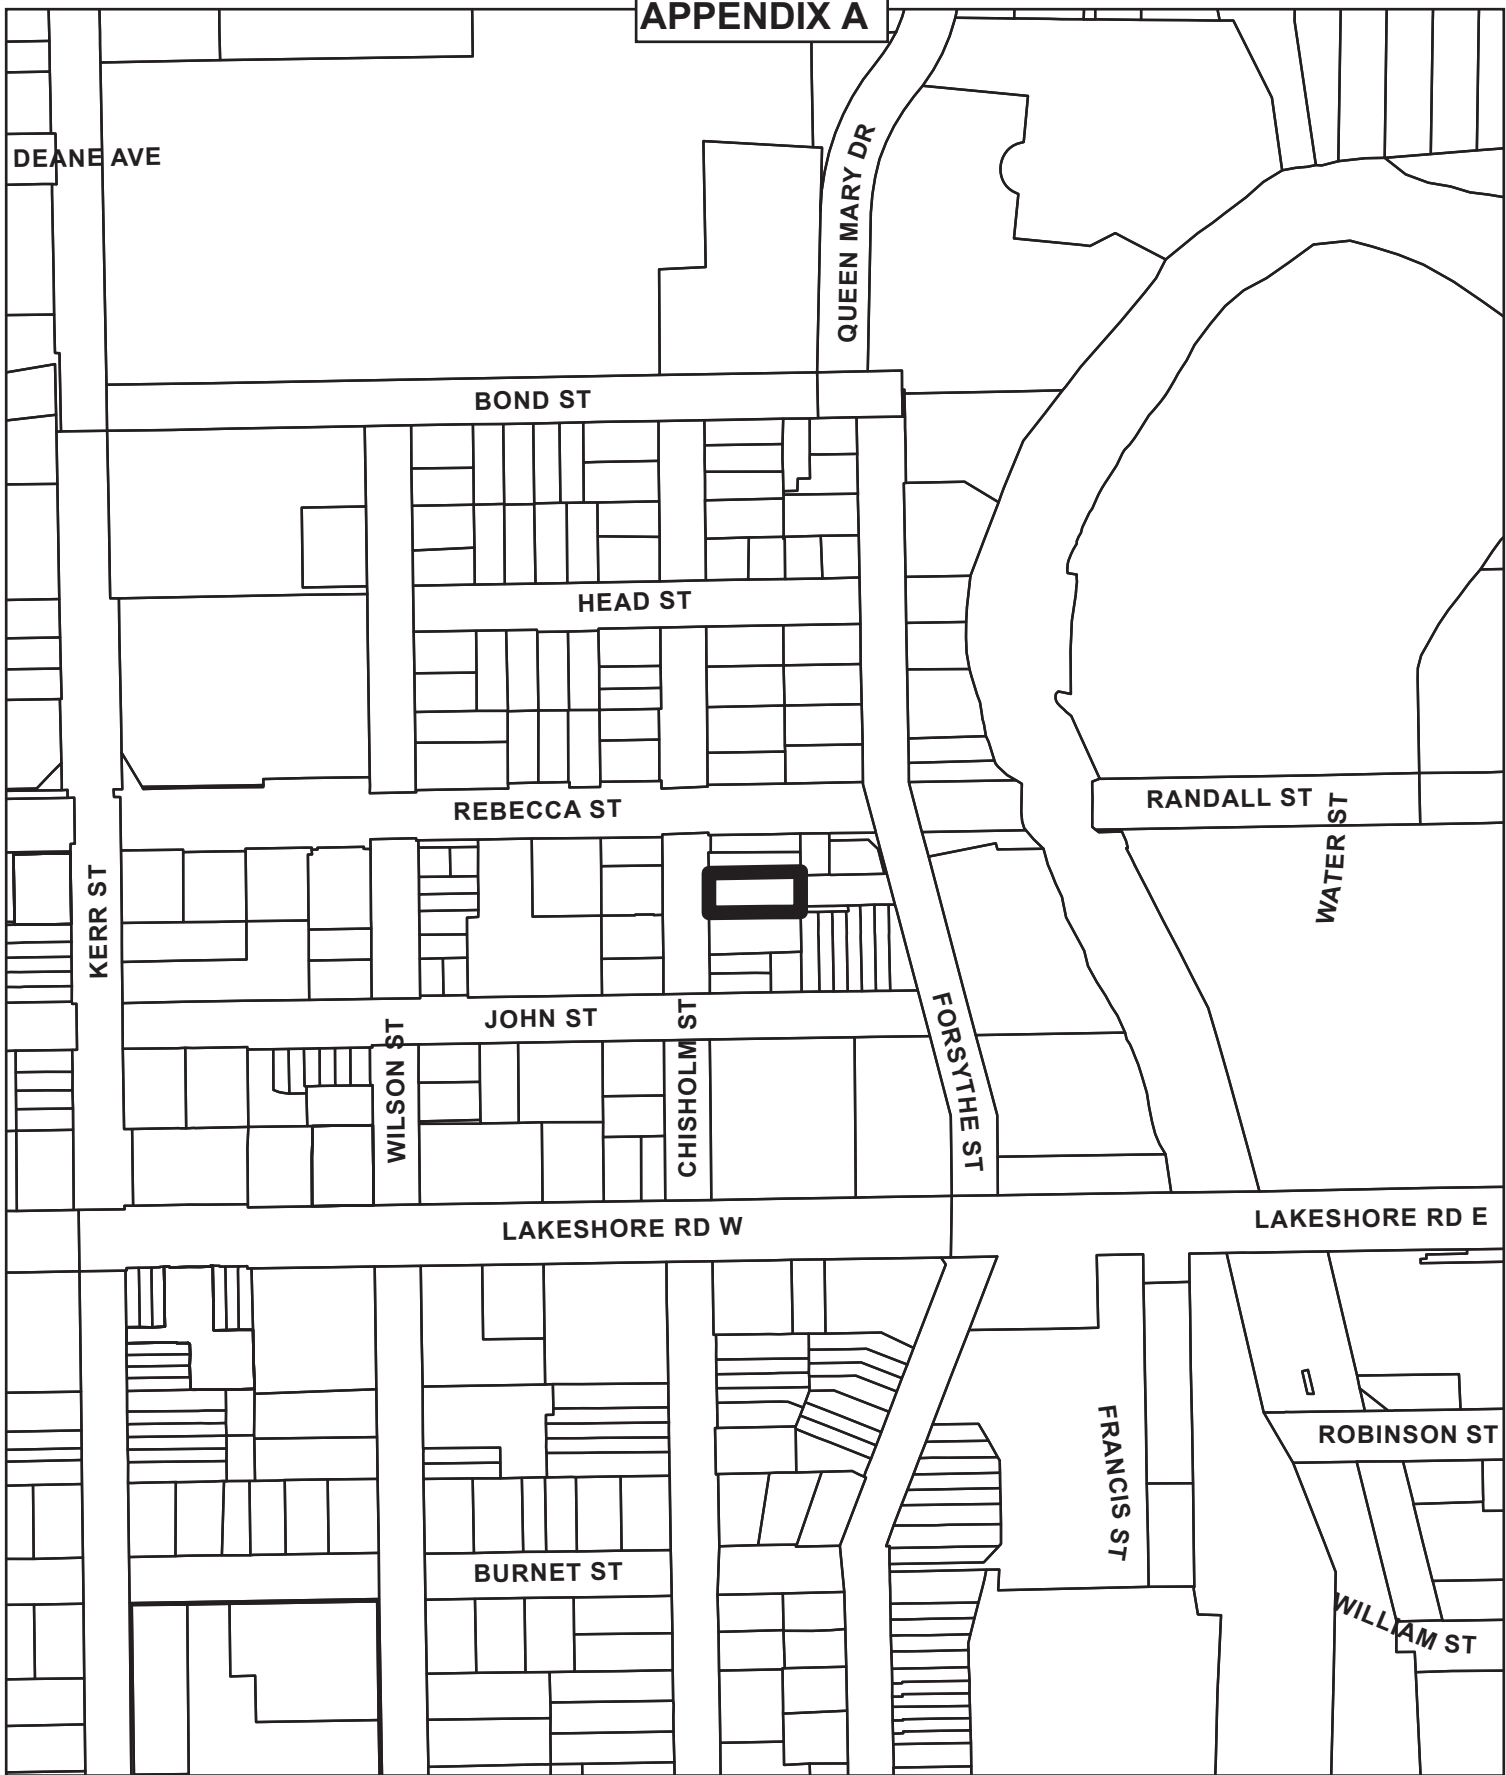 APPENDIX A
DEANE AVE
QUEEN MARY DR
BOND ST
HEAD ST
REBECCA ST
RANDALL ST
WATER ST
KERR ST
JOHN ST
WILSON ST
CHISHOLM ST
FORSYTHE ST
LAKESHORE RD W
LAKESHORE RD E
FRANCIS ST
ROBINSON ST
BURNET ST
WILLIAM ST